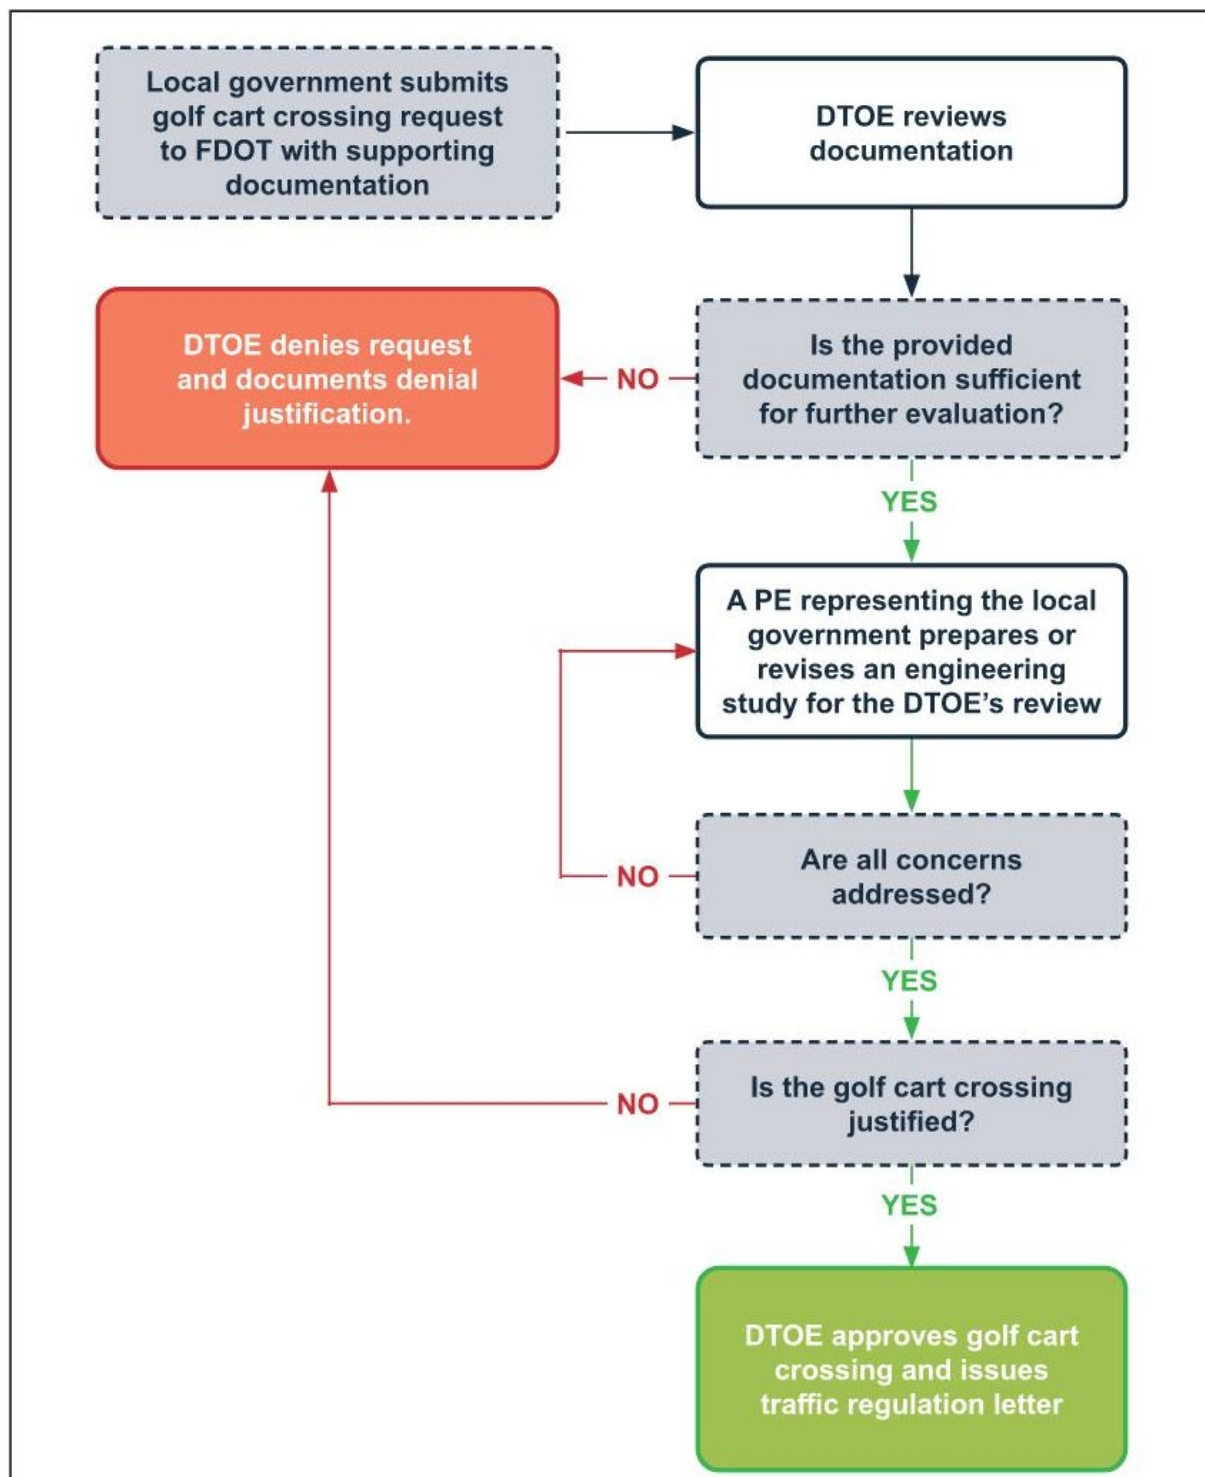 Local government submits
golf cart crossing request
to FDOT with supporting
documentation
DTOE reviews
documentation
DTOE denies request
and documents denial
justification.
NO
Is the provided
documentation sufficient
for further evaluation?
YES
A PE representing the local
government prepares or
revises an engineering
study for the DTOE’s review
NO
Are all concerns
addressed?
YES
NO
Is the golf cart crossing
justified?
YES
DTOE approves golf cart
crossing and issues
traffic regulation letter